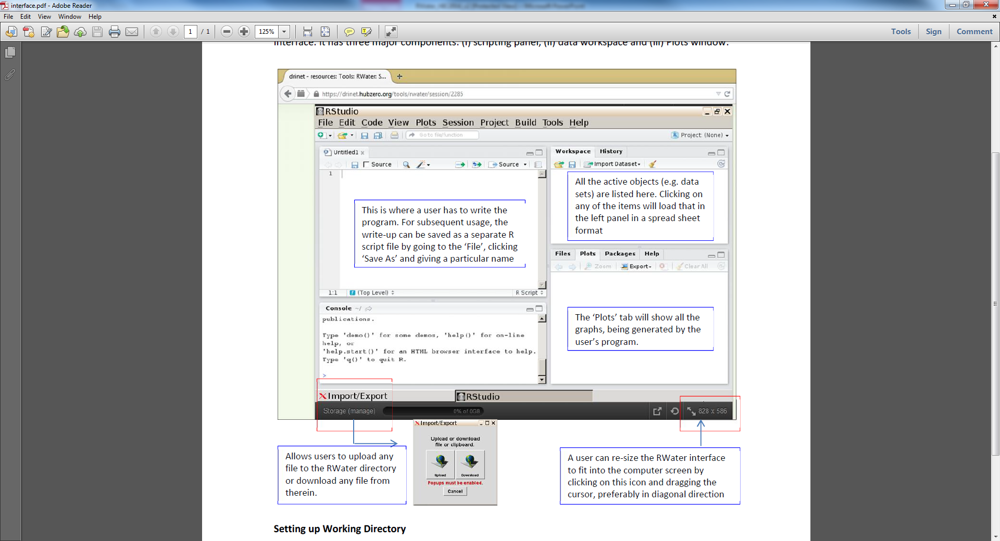 interface.pdf - Adobe Reader
File Edit View Window Help
1 / 1 125% Tools Sign Comment
interface. It has three major components: (i) scripting panel, (ii) data workspace and (iii) Plots window.
drinet - resources: Tools: RWater: S...
https://drinet.hubzero.org/tools/rwater/session/2285
RStudio
File Edit Code View Plots Session Project Build Tools Help
Go to file/function Project: (None)
Untitled1
Source Source
1
Workspace History
Import Dataset
All the active objects (e.g. data
sets) are listed here. Clicking on
any of the items will load that in
the left panel in a spread sheet
format
This is where a user has to write the
program. For subsequent usage, the
write-up can be saved as a separate R
script file by going to the ‘File’, clicking
‘Save As’ and giving a particular name
1:1 (Top Level) R Script
Files Plots Packages Help
Zoom Export Clear All
The ‘Plots’ tab will show all the
graphs, being generated by the
user’s program.
Console ~/
publications.
Type 'demo()' for some demos, 'help()' for on-line
help, or
'help.start()' for an HTML browser interface to help.
Type 'q()' to quit R.
>
Import/Export RStudio
Storage (manage) 0% of 0GB 828 x 586
Import/Export
Upload or download
file or clipboard.
Upload Download
Popups must be enabled.
Cancel
Allows users to upload any
file to the RWater directory
or download any file from
therein.
A user can re-size the RWater interface
to fit into the computer screen by
clicking on this icon and dragging the
cursor, preferably in diagonal direction
Setting up Working Directory